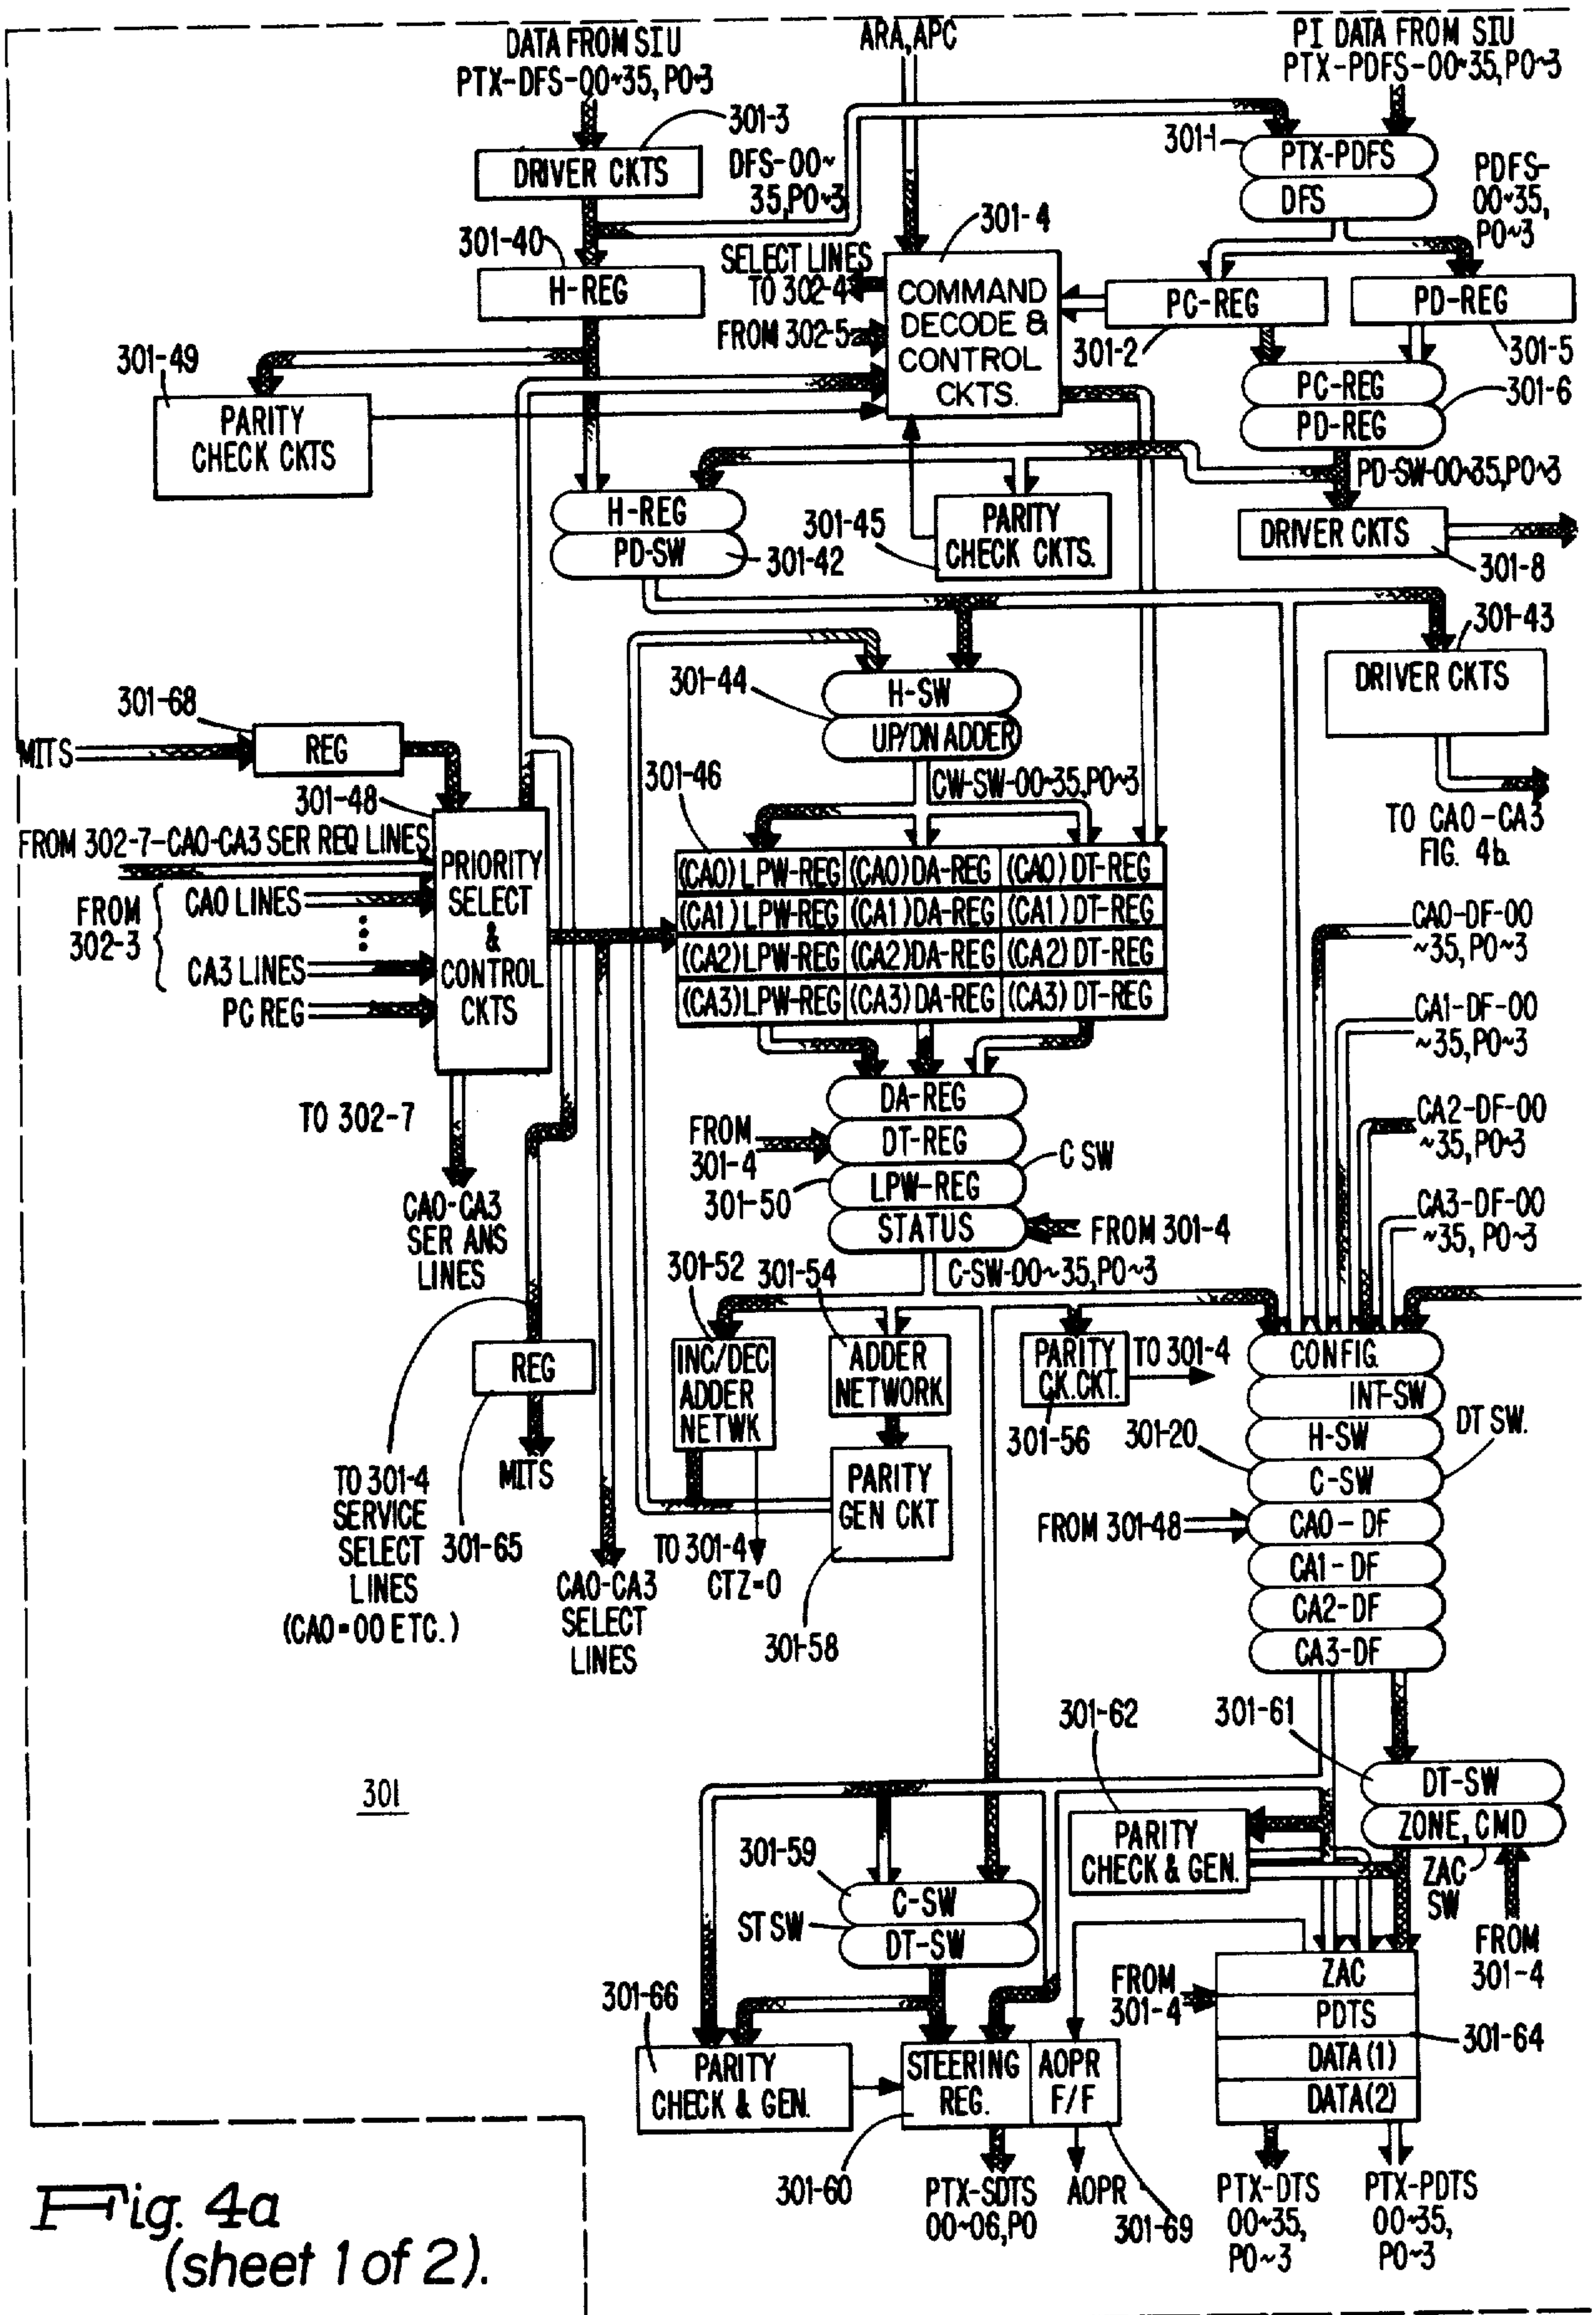 DATA FROM SIU
PTX-DFS-00~35, P0~3
ARA, APC
PI DATA FROM SIU
PTX-PDFS-00~35, P0~3
301-3
DRIVER CKTS
DFS-00~
35, P0~3
301-1
PTX-PDFS
DFS
PDFS-
00~35,
P0~3
301-40
H-REG
SELECT LINES
TO 302-4
FROM 302-5
301-4
COMMAND
DECODE &
CONTROL
CKTS.
PC-REG
301-2
PD-REG
301-5
301-49
PARITY
CHECK CKTS
PC-REG
PD-REG
301-6
PD-SW-00~35, P0~3
H-REG
PD-SW
301-42
301-45
PARITY
CHECK CKTS.
DRIVER CKTS
301-8
301-43
DRIVER CKTS
301-44
H-SW
UP/DN ADDER
301-68
MITS
REG
301-46
CW-SW-00~35, P0~3
TO CA0-CA3
FIG. 4b.
301-48
FROM 302-7-CA0-CA3 SER REQ LINES
FROM
302-3
CA0 LINES
CA3 LINES
PC REG
PRIORITY
SELECT
&
CONTROL
CKTS
(CA0) LPW-REG (CA0) DA-REG (CA0) DT-REG
(CA1) LPW-REG (CA1) DA-REG (CA1) DT-REG
(CA2) LPW-REG (CA2) DA-REG (CA2) DT-REG
(CA3) LPW-REG (CA3) DA-REG (CA3) DT-REG
CA0-DF-00
~35, P0~3
CA1-DF-00
~35, P0~3
CA2-DF-00
~35, P0~3
CA3-DF-00
~35, P0~3
TO 302-7
CA0-CA3
SER ANS
LINES
DA-REG
DT-REG
LPW-REG
STATUS
FROM
301-4
301-50
C SW
FROM 301-4
C-SW-00~35, P0~3
301-52
301-54
INC/DEC
ADDER
NETWK
ADDER
NETWORK
PARITY
CK. CKT.
TO 301-4
301-56
REG
MITS
301-65
TO 301-4
SERVICE
SELECT
LINES
(CA0=00 ETC.)
CA0-CA3
SELECT
LINES
TO 301-4
CTZ=0
PARITY
GEN CKT
301-58
301-20
CONFIG.
INT-SW
H-SW
C-SW
CA0-DF
CA1-DF
CA2-DF
CA3-DF
DT SW.
FROM 301-48
301
301-62
301-61
DT-SW
ZONE, CMD
ZAC
SW
FROM
301-4
PARITY
CHECK & GEN.
301-59
C-SW
DT-SW
ST SW
301-66
PARITY
CHECK & GEN.
STEERING
REG.
AOPR
F/F
FROM
301-4
ZAC
PDTS
DATA (1)
DATA (2)
301-64
301-60
PTX-SDTS
00~06, P0
AOPR
301-69
PTX-DTS
00~35,
P0~3
PTX-PDTS
00~35,
P0~3
Fig. 4a
(sheet 1 of 2).